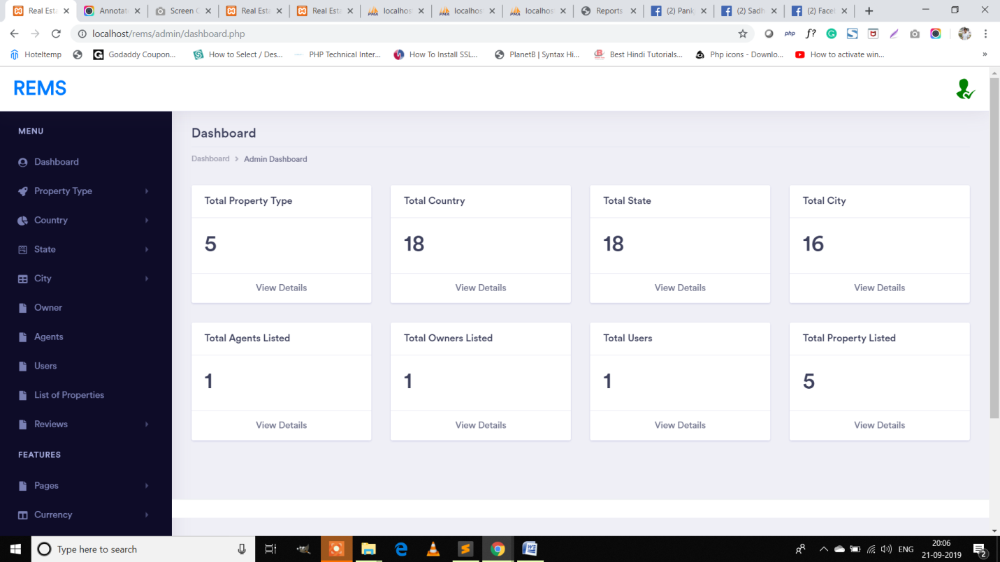 Real Esta
Annotat
Screen C
Real Esta
Real Esta
localhos
localhos
localhos
Reports
(2) Pank
(2) Sadh
(2) Facel
localhost/rems/admin/dashboard.php
php
f?
Hoteltemp
Godaddy Coupon...
How to Select / Des...
PHP Technical Inter...
How To Install SSL...
PlanetB | Syntax Hi...
Best Hindi Tutorials...
Php icons - Downlo...
How to activate win...
»
REMS
MENU
Dashboard
Property Type
Country
State
City
Owner
Agents
Users
List of Properties
Reviews
FEATURES
Pages
Currency
Dashboard
Dashboard > Admin Dashboard
Total Property Type
5
View Details
Total Country
18
View Details
Total State
18
View Details
Total City
16
View Details
Total Agents Listed
1
View Details
Total Owners Listed
1
View Details
Total Users
1
View Details
Total Property Listed
5
View Details
Type here to search
ENG
20:06
21-09-2019
2